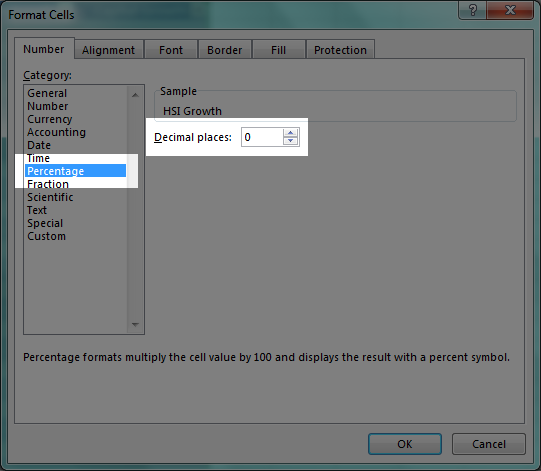 Format Cells
?
Number Alignment Font Border Fill Protection
Category:
General
Number
Currency
Accounting
Date
Time
Percentage
Fraction
Scientific
Text
Special
Custom
Sample
HSI Growth
Decimal places: 0
Percentage formats multiply the cell value by 100 and displays the result with a percent symbol.
OK Cancel